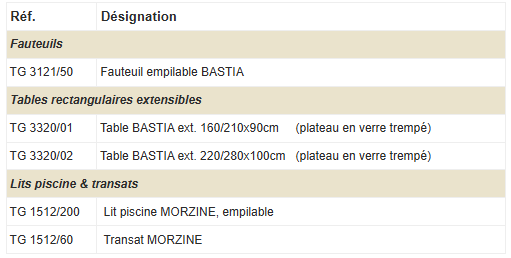 Réf. Désignation
Fauteuils
TG 3121/50 Fauteuil empilable BASTIA
Tables rectangulaires extensibles
TG 3320/01 Table BASTIA ext. 160/210x90cm (plateau en verre trempé)
TG 3320/02 Table BASTIA ext. 220/280x100cm (plateau en verre trempé)
Lits piscine & transats
TG 1512/200 Lit piscine MORZINE, empilable
TG 1512/60 Transat MORZINE